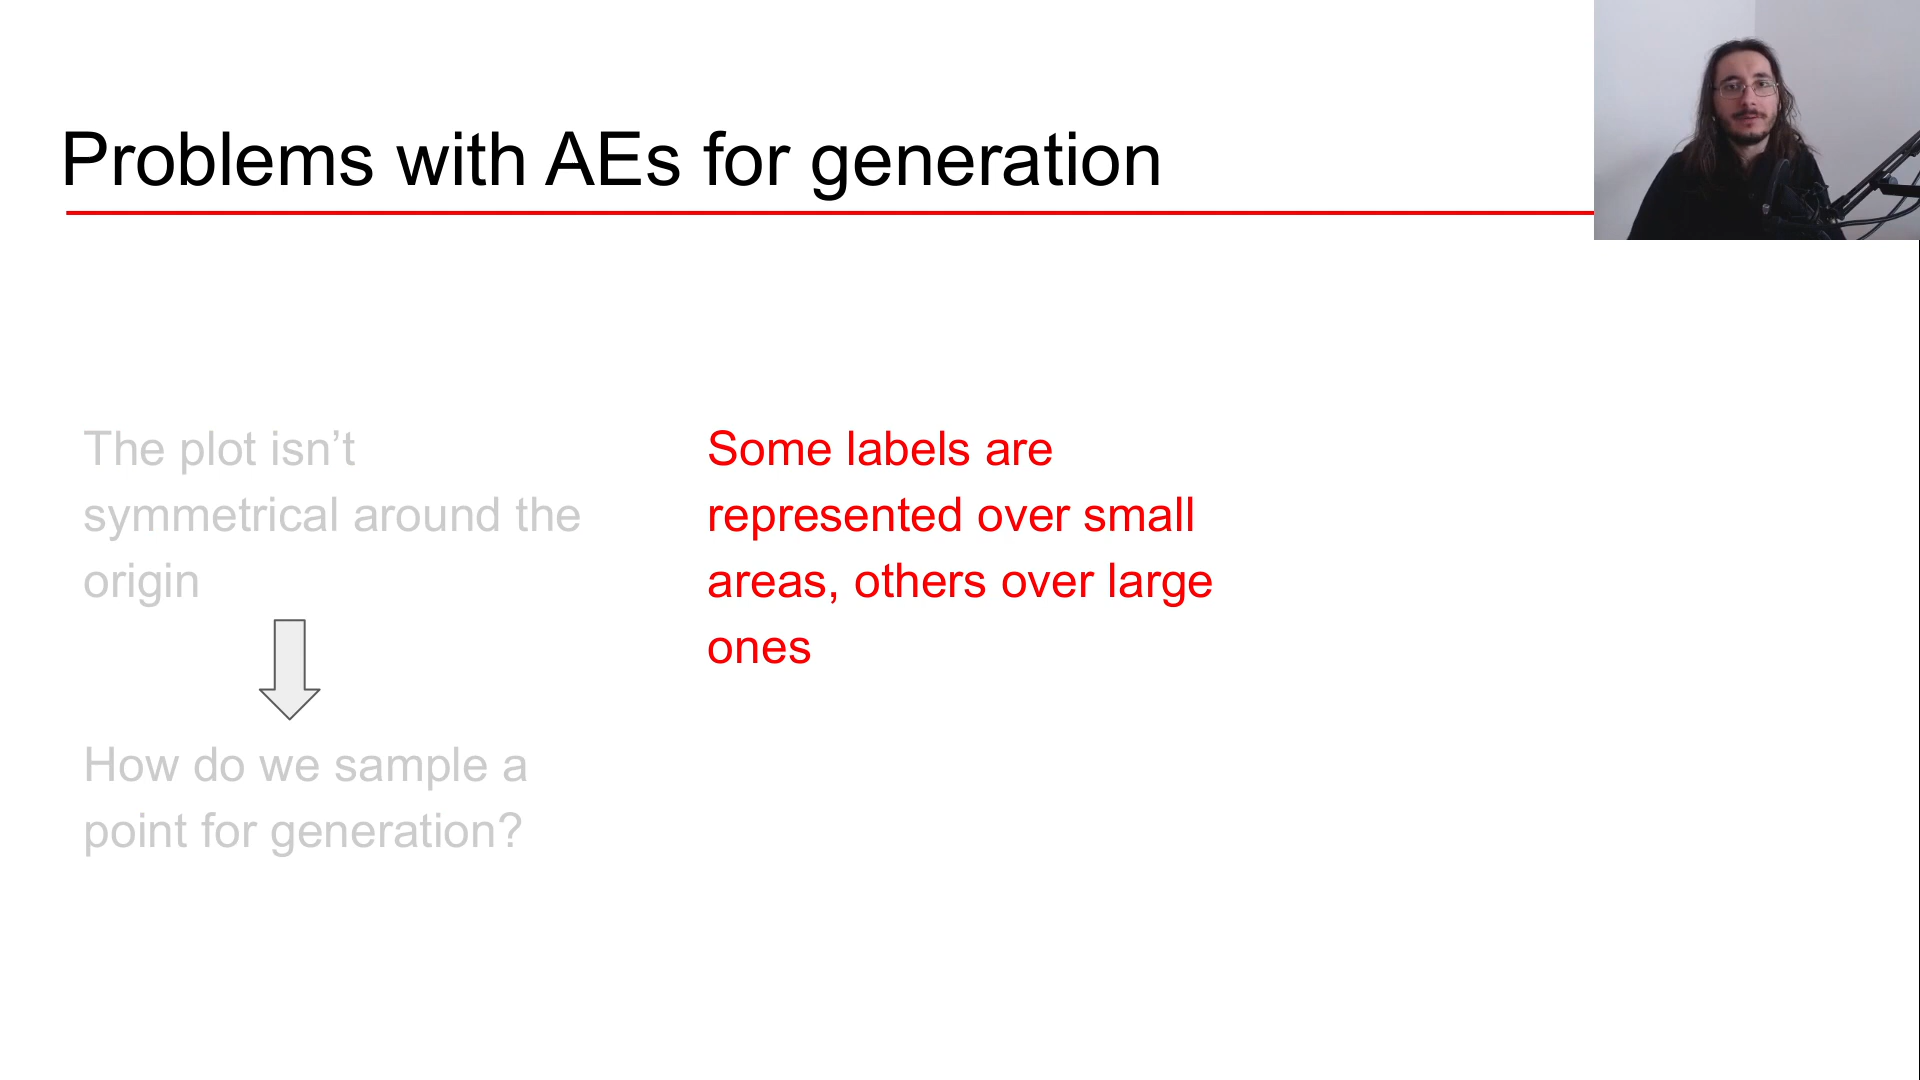 Problems with AEs for generation
The plot isn’t
symmetrical around the
origin
How do we sample a
point for generation?
Some labels are
represented over small
areas, others over large
ones